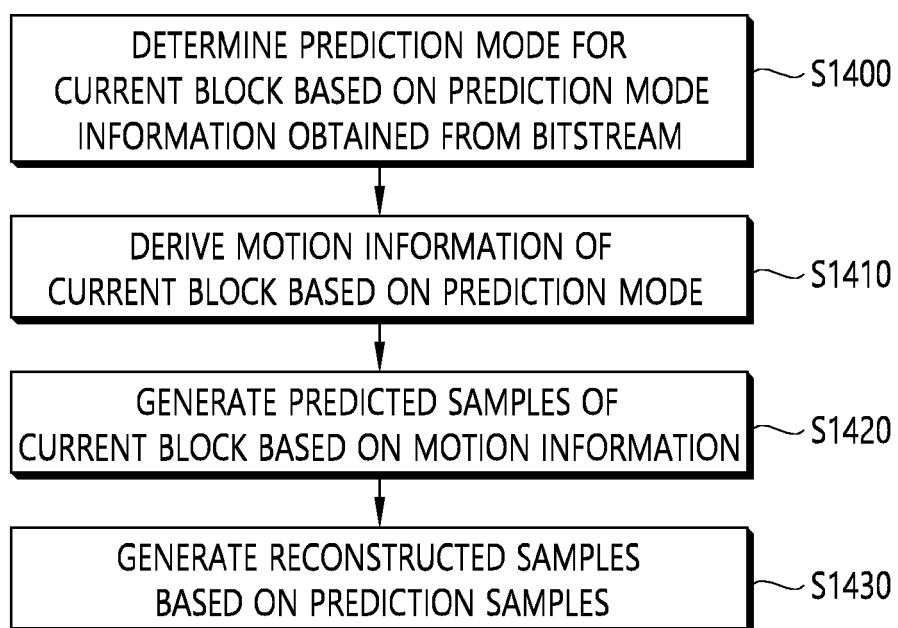 DETERMINE PREDICTION MODE FOR
CURRENT BLOCK BASED ON PREDICTION MODE
INFORMATION OBTAINED FROM BITSTREAM
S1400
DERIVE MOTION INFORMATION OF
CURRENT BLOCK BASED ON PREDICTION MODE
S1410
GENERATE PREDICTED SAMPLES OF
CURRENT BLOCK BASED ON MOTION INFORMATION
S1420
GENERATE RECONSTRUCTED SAMPLES
BASED ON PREDICTION SAMPLES
S1430